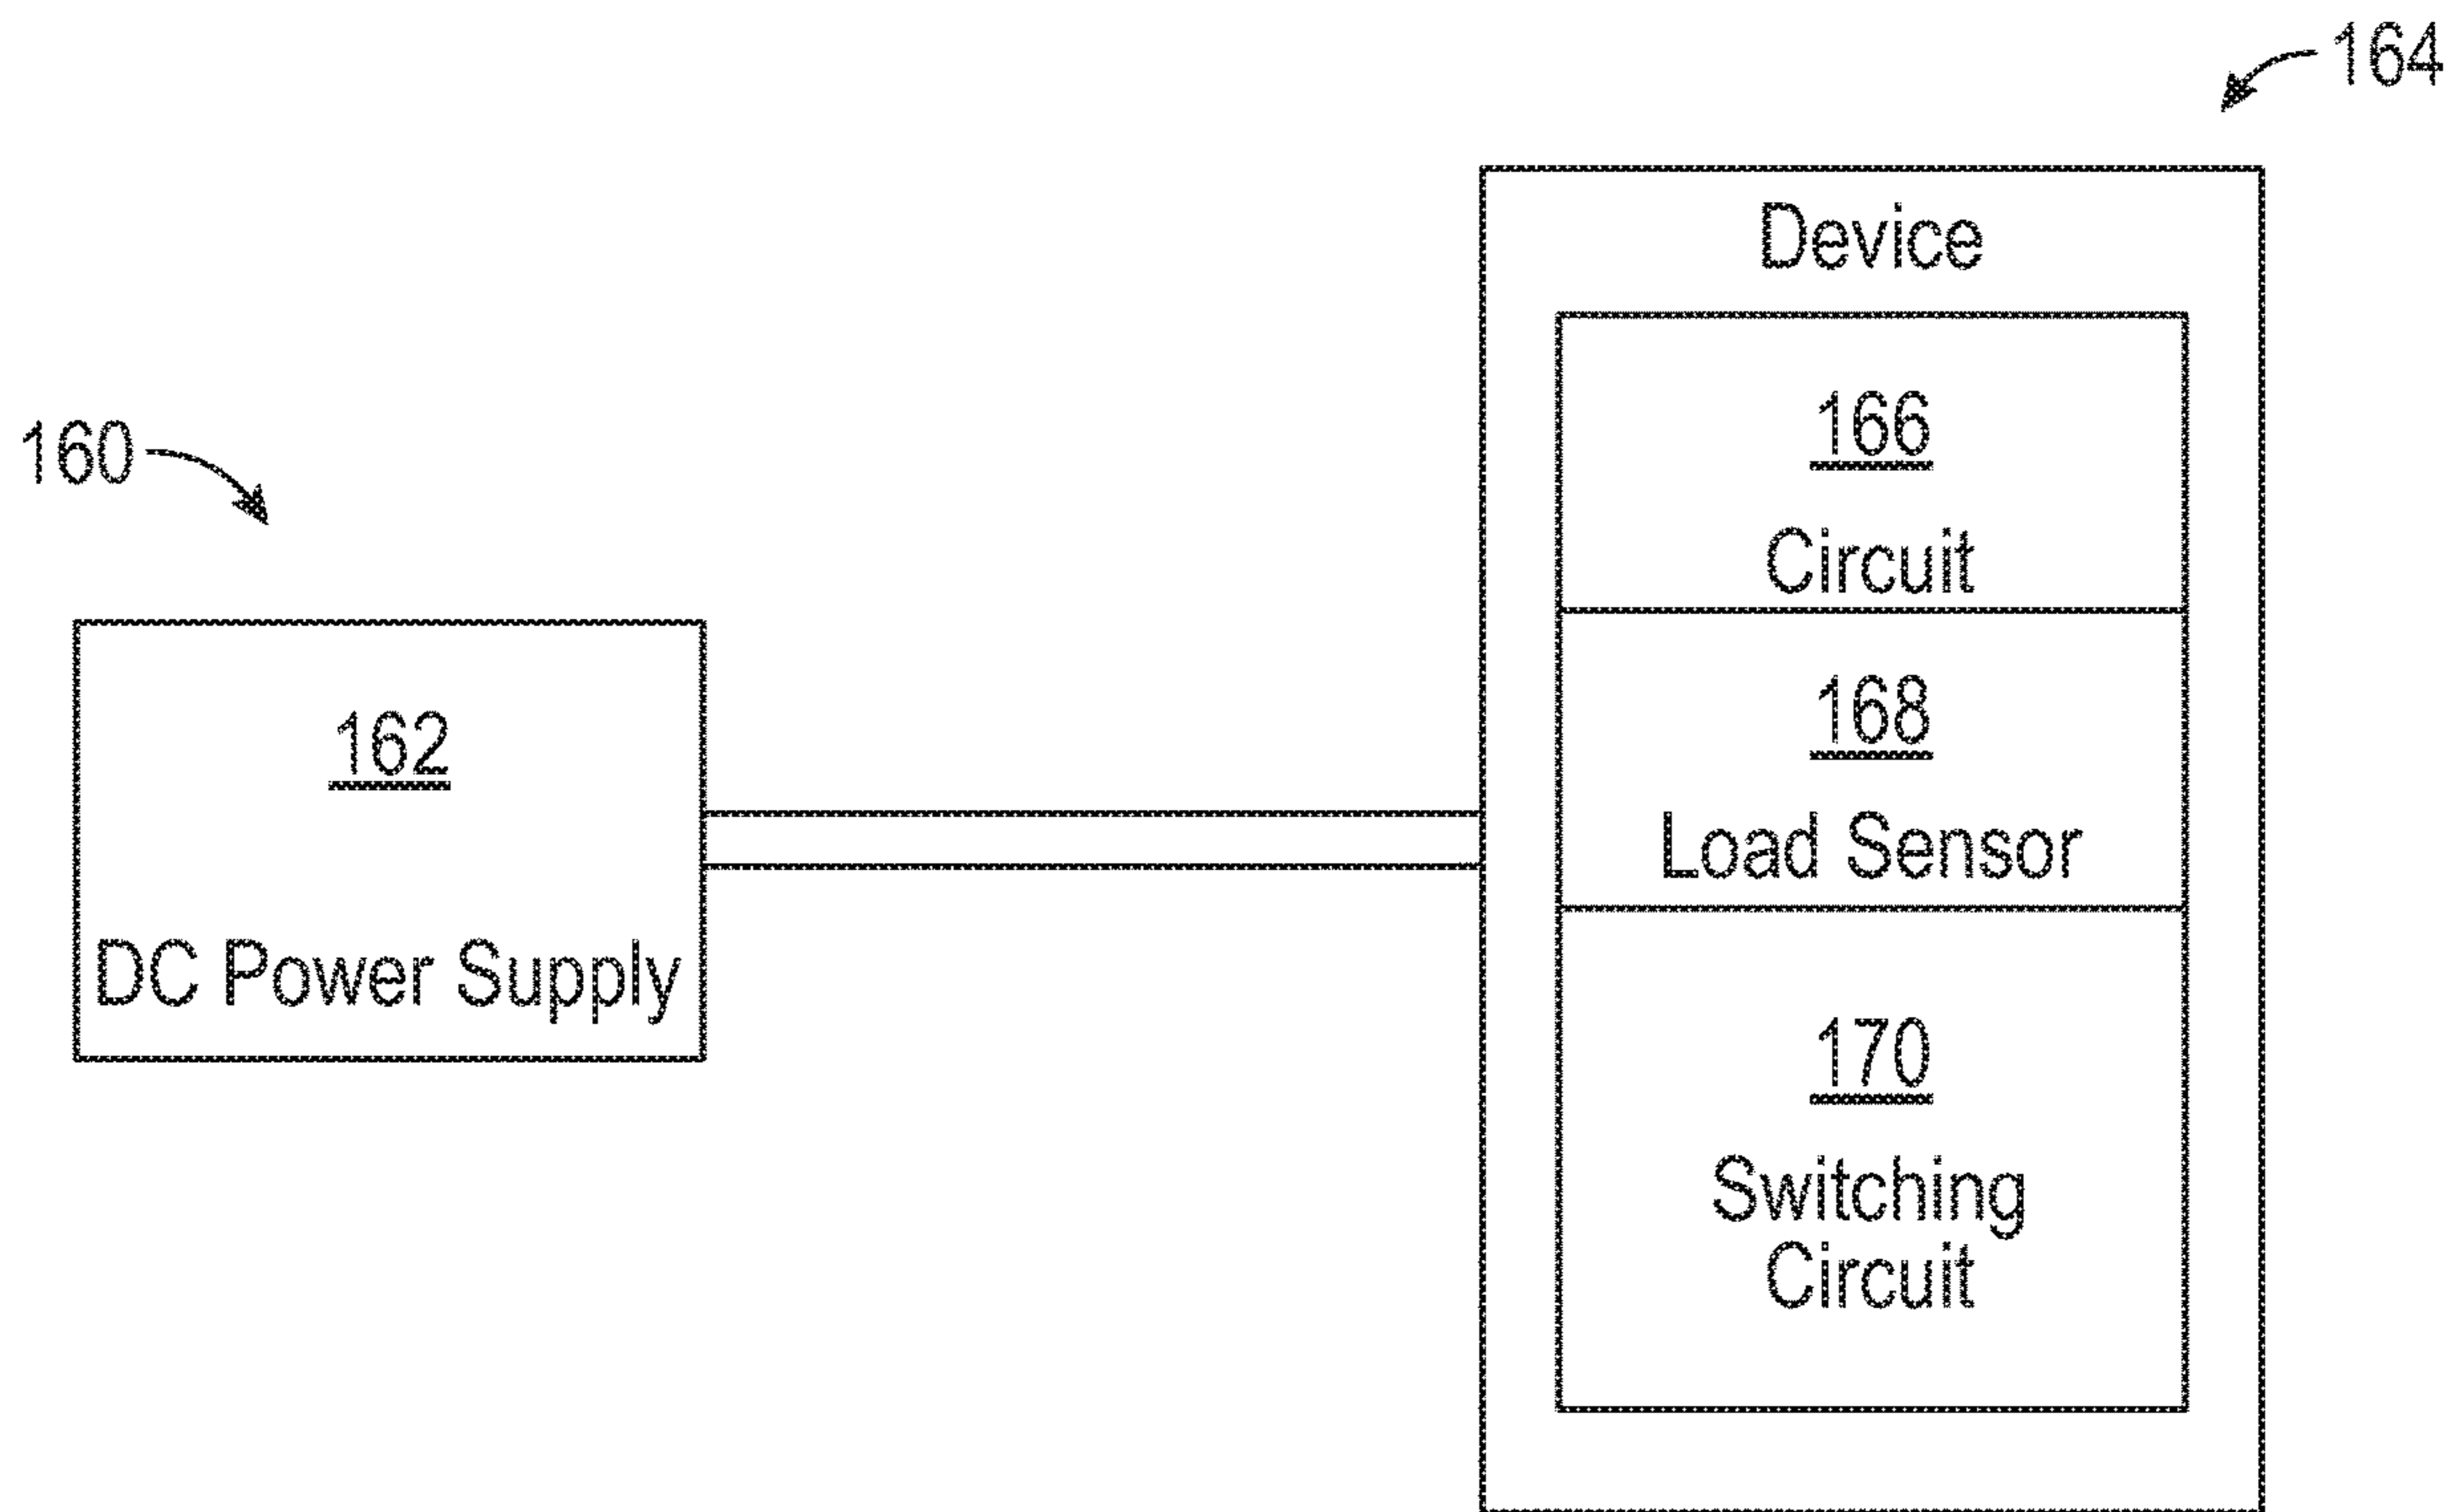 164
Device
160
166
Circuit
162
DC Power Supply
168
Load Sensor
170
Switching
Circuit